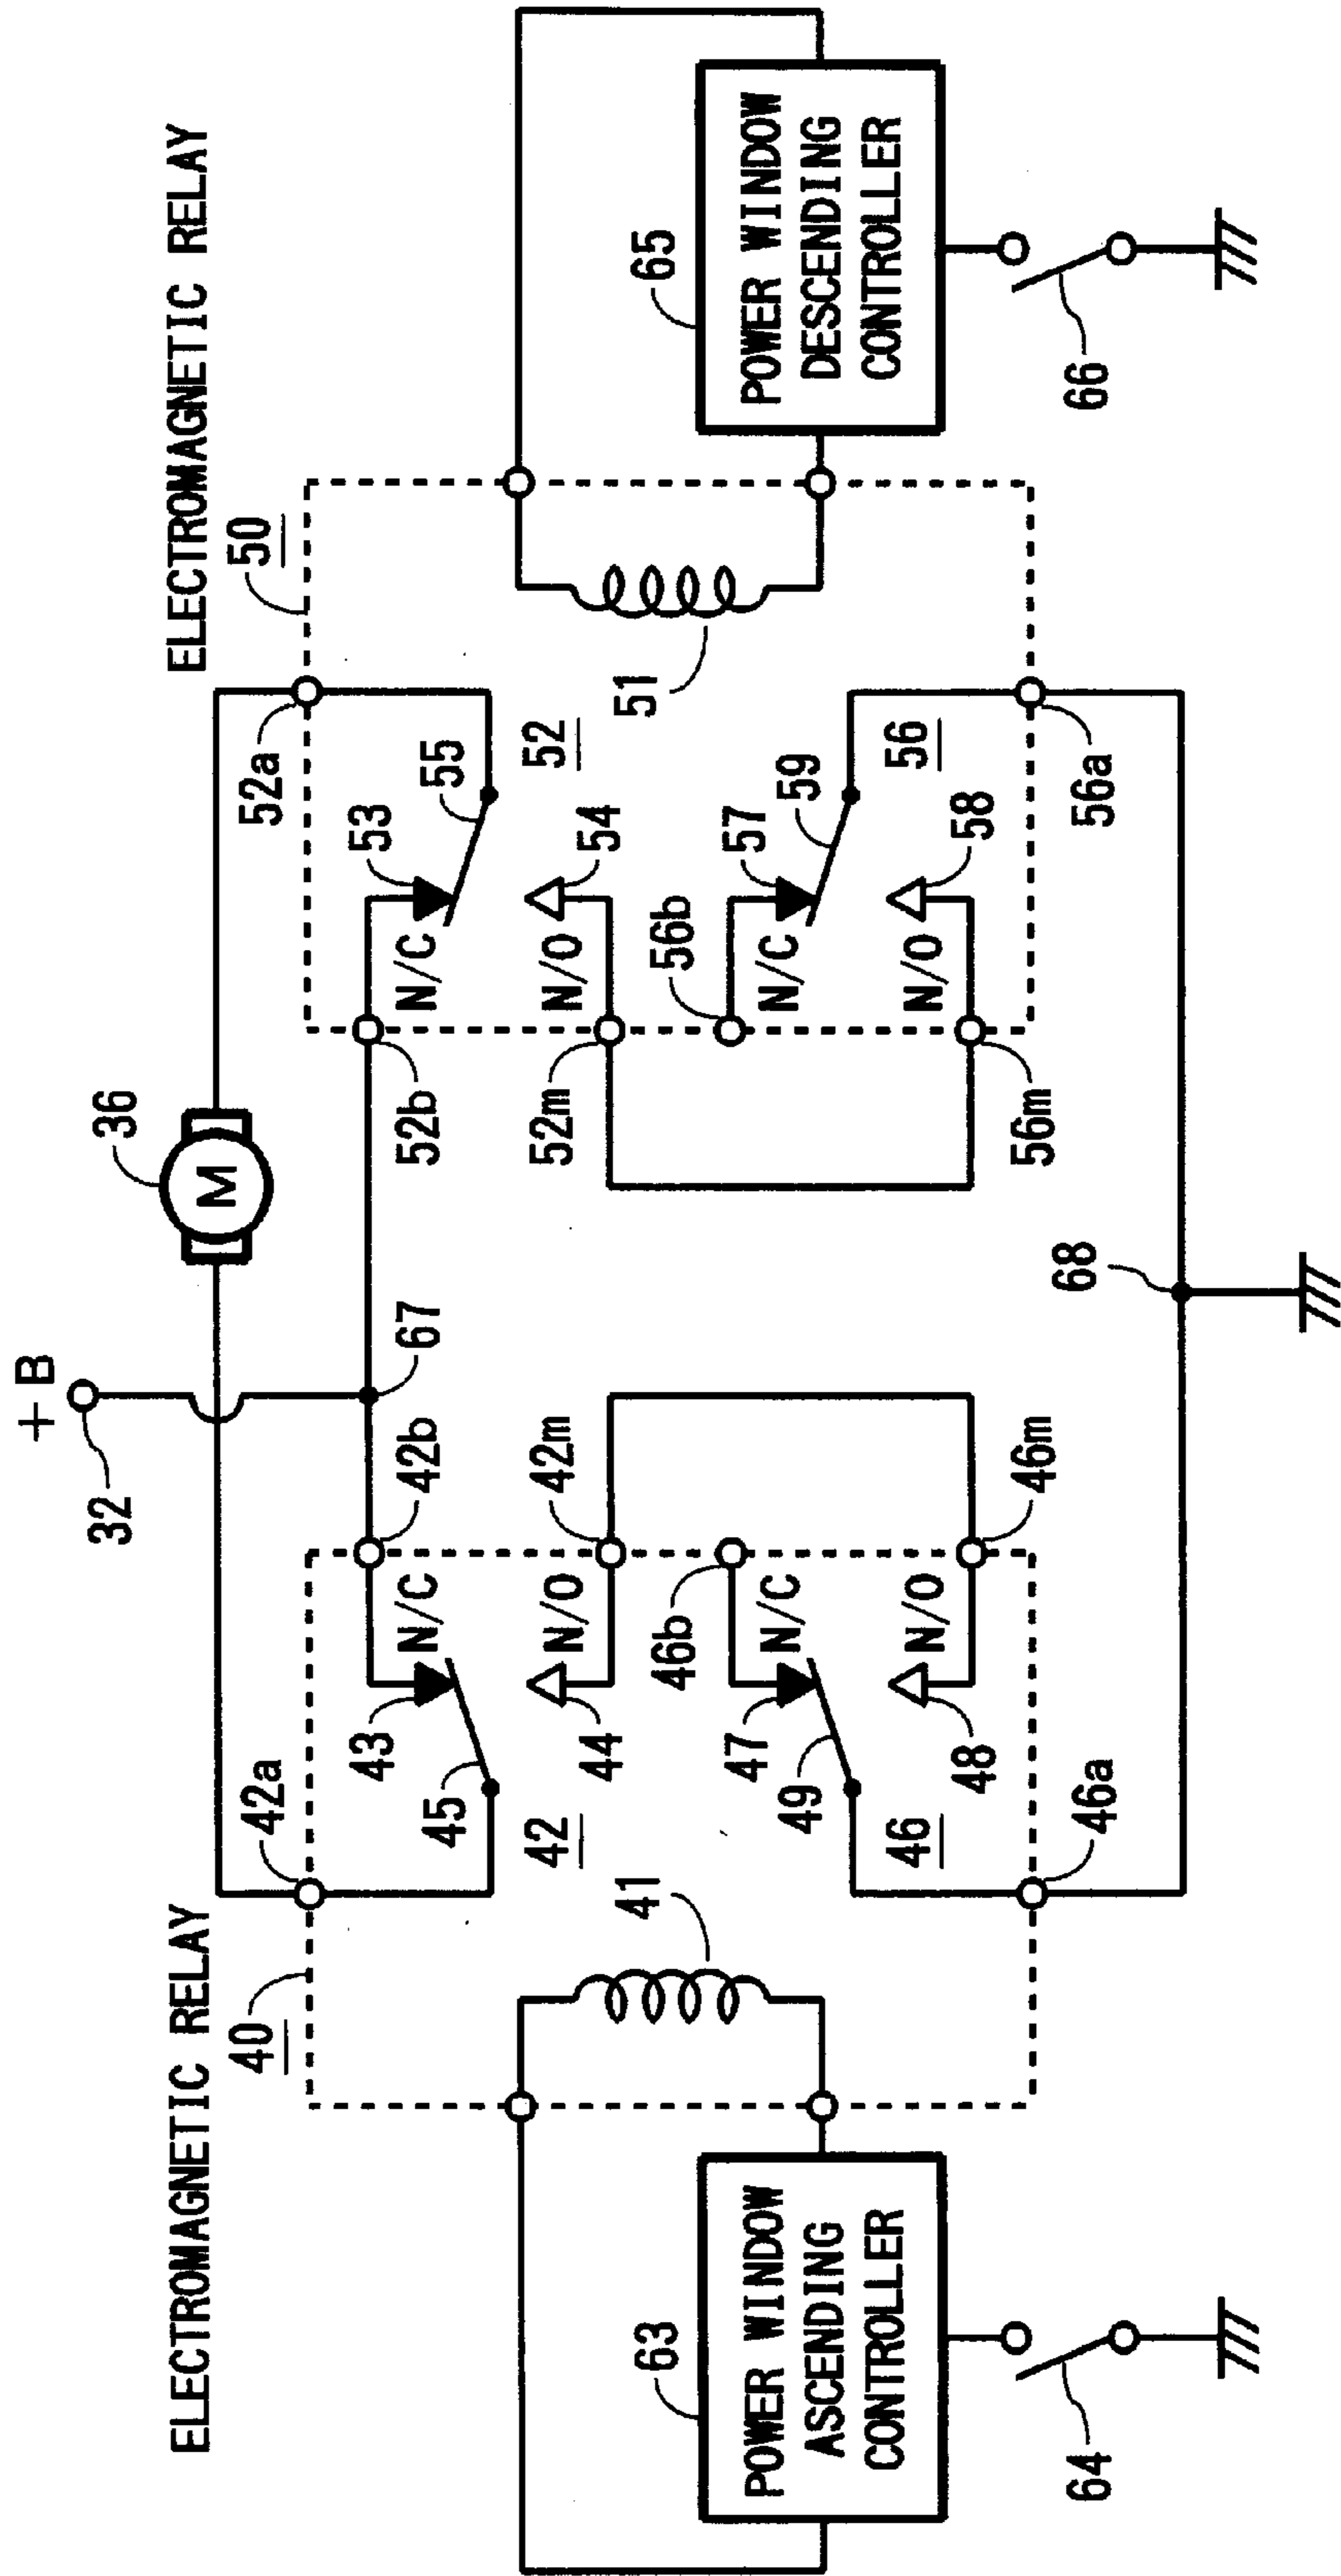 +B
32
36
M
ELECTROMAGNETIC RELAY
40
ELECTROMAGNETIC RELAY
50
42a
52a
67
42b
52b
N/C
N/C
43
53
45
55
42
52
42m
52m
N/O
N/O
44
54
41
51
46b
56b
N/C
N/C
47
57
49
59
46
56
N/O
N/O
48
58
46m
56m
46a
56a
68
63
POWER WINDOW
ASCENDING
CONTROLLER
64
65
POWER WINDOW
DESCENDING
CONTROLLER
66